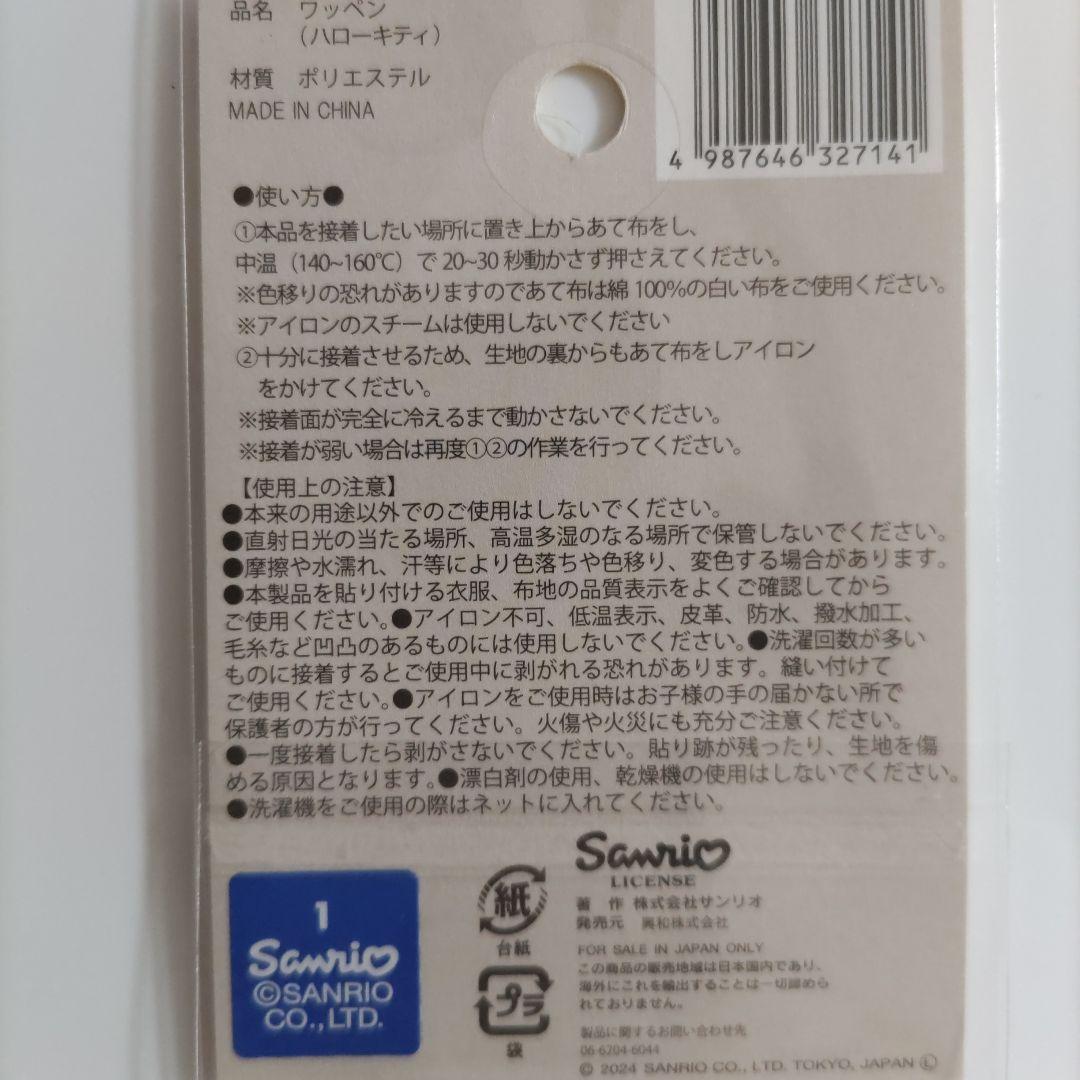 品名 ワッペン
（ハローキティ）
材質 ポリエステル
MADE IN CHINA
4 987646 327141
●使い方●
①本品を接着したい場所に置き上からあて布をし、
中温（140~160℃）で 20~30 秒動かさず押さえてください。
※色移りの恐れがありますのであて布は綿 100%の白い布をご使用ください。
※アイロンのスチームは使用しないでください
②十分に接着させるため、生地の裏からもあて布をしアイロン
をかけてください。
※接着面が完全に冷えるまで動かさないでください。
※接着が弱い場合は再度①②の作業を行ってください。
【使用上の注意】
●本来の用途以外でのご使用はしないでください。
●直射日光の当たる場所、高温多湿のなる場所で保管しないでください。
●摩擦や水濡れ、汗等により色落ちや色移り、変色する場合があります。
●本製品を貼り付ける衣服、布地の品質表示をよくご確認してから
ご使用ください。●アイロン不可、低温表示、皮革、防水、撥水加工、
毛糸など凹凸のあるものには使用しないでください。●洗濯回数が多い
ものに接着するとご使用中に剥がれる恐れがあります。縫い付けて
ご使用ください。●アイロンをご使用時はお子様の手の届かない所で
保護者の方が行ってください。火傷や火災にも充分ご注意ください。
●一度接着したら剥がさないでください。貼り跡が残ったり、生地を傷
める原因となります。●漂白剤の使用、乾燥機の使用はしないでください。
●洗濯機をご使用の際はネットに入れてください。
1
Sanrio
©SANRIO
CO.,LTD.
紙
台紙
プラ
袋
Sanrio
LICENSE
著 作 株式会社サンリオ
発売元 興和株式会社
FOR SALE IN JAPAN ONLY
この商品の販売地域は日本国内であり、
海外にこれを輸出することは一切認めら
れておりません。
製品に関するお問い合わせ先
06-6204-6044
© 2024 SANRIO CO., LTD. TOKYO, JAPAN Ⓛ